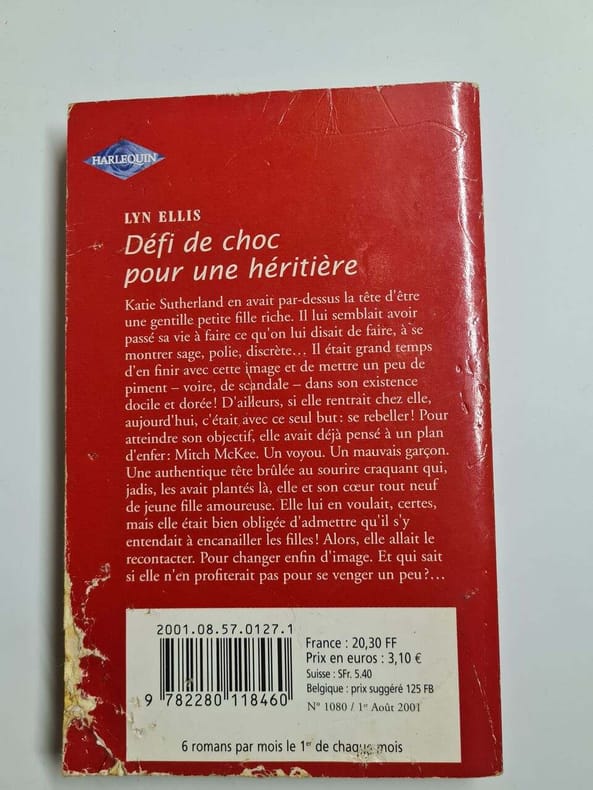 HARLEQUIN
LYN ELLIS
Défi de choc
pour une héritière
Katie Sutherland en avait par-dessus la tête d'être
une gentille petite fille riche. Il lui semblait avoir
passé sa vie à faire ce qu'on lui disait de faire, à se
montrer sage, polie, discrète... Il était grand temps
d'en finir avec cette image et de mettre un peu de
piment – voire, de scandale – dans son existence
docile et dorée! D'ailleurs, si elle rentrait chez elle,
aujourd'hui, c'était avec ce seul but: se rebeller! Pour
atteindre son objectif, elle avait déjà pensé à un plan
d'enfer: Mitch McKee. Un voyou. Un mauvais garçon.
Une authentique tête brûlée au sourire craquant qui,
jadis, les avait plantés là, elle et son cœur tout neuf
de jeune fille amoureuse. Elle lui en voulait, certes,
mais elle était bien obligée d'admettre qu'il s'y
entendait à encanailler les filles! Alors, elle allait le
recontacter. Pour changer enfin d'image. Et qui sait
si elle n'en profiterait pas pour se venger un peu?...
2001.08.57.0127.1
9 782280 118460
France : 20,30 FF
Prix en euros : 3,10 €
Suisse : SFr. 5.40
Belgique : prix suggéré 125 FB
N° 1080 / 1er Août 2001
6 romans par mois le 1er de chaque mois